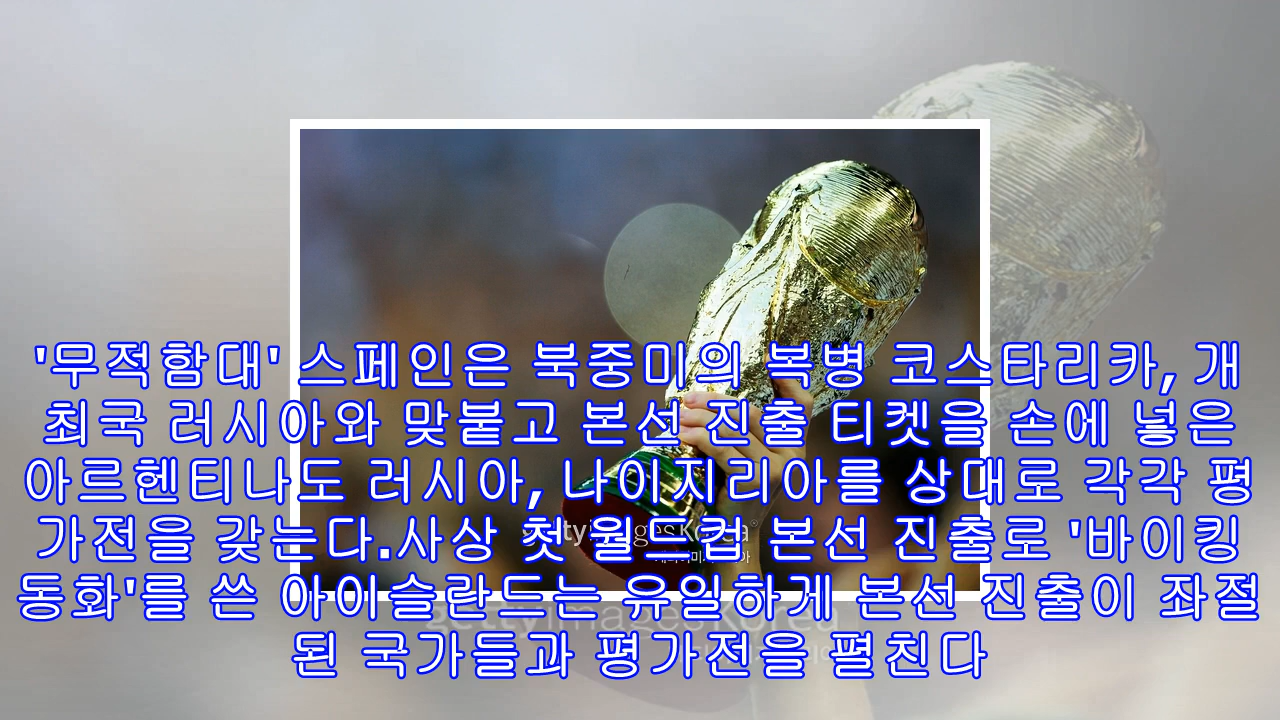 '무적함대' 스페인은 북중미의 복병 코스타리카, 개
최국 러시아와 맞붙고 본선 진출 티켓을 손에 넣은
아르헨티나도 러시아, 나이지리아를 상대로 각각 평
가전을 갖는다.사상 첫 월드컵 본선 진출로 '바이킹
동화'를 쓴 아이슬란드는 유일하게 본선 진출이 좌절
된 국가들과 평가전을 펼친다
gettyimages Korea
gettyimages Korea